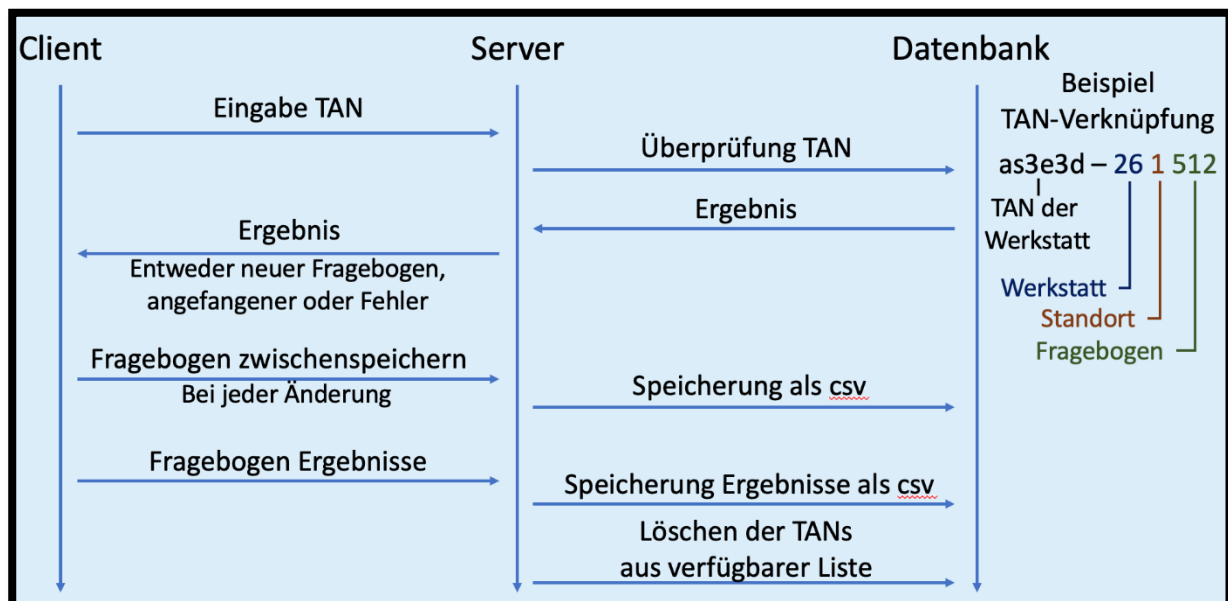 Client
Server
Datenbank
Beispiel
TAN-Verknüpfung
as3e3d – 26 1 512
TAN der
Werkstatt
Werkstatt
Standort
Fragebogen
Eingabe TAN
Überprüfung TAN
Ergebnis
Ergebnis
Entweder neuer Fragebogen,
angefangener oder Fehler
Fragebogen zwischenspeichern
Bei jeder Änderung
Speicherung als csv
Fragebogen Ergebnisse
Speicherung Ergebnisse als csv
Löschen der TANs
aus verfügbarer Liste